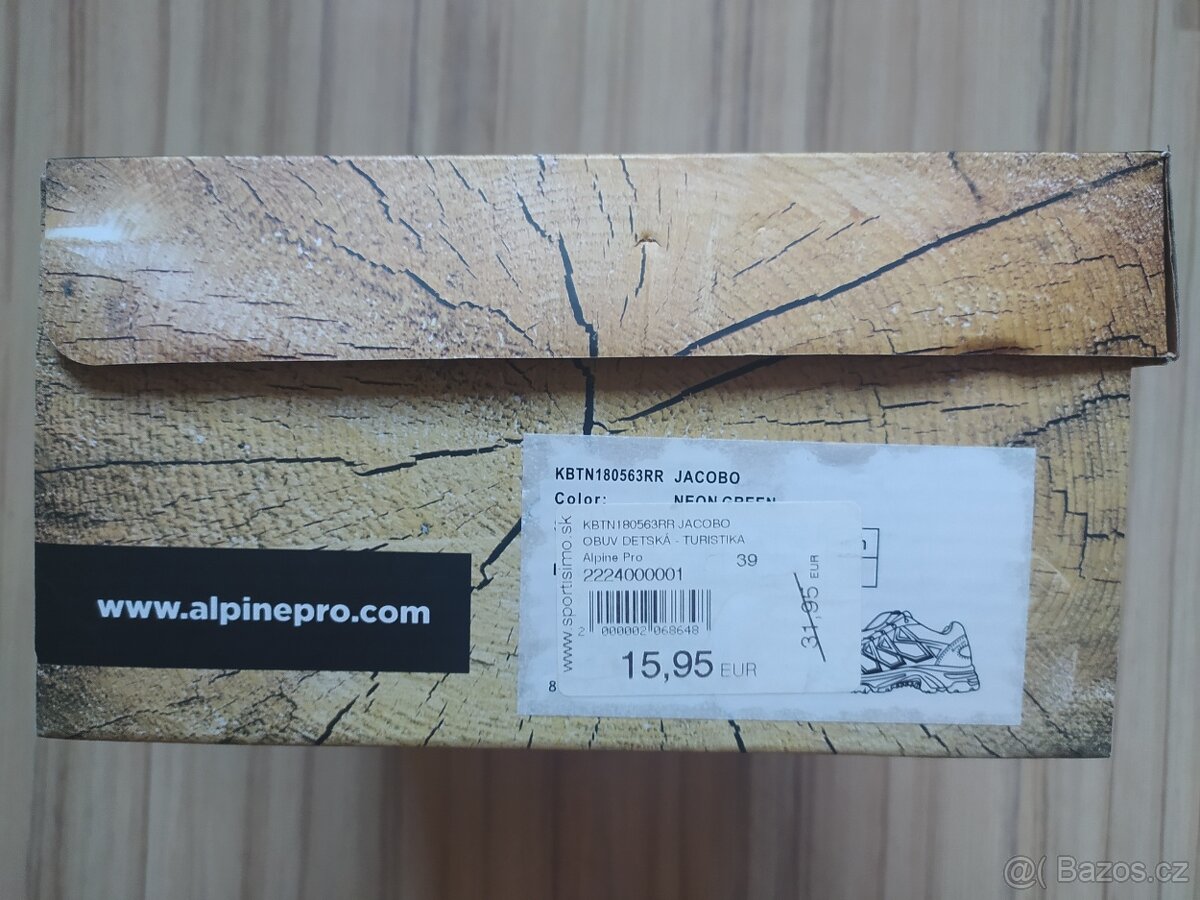 KBTN180563RR JACOBO
Color: NEON GREEN
www.sportisimo.sk
KBTN180563RR JACOBO
OBUV DETSKÁ - TURISTIKA
Alpine Pro 39
2224000001
2 000002 068648
31,95 EUR
15,95 EUR
8
www.alpinepro.com
@( Bazos.cz